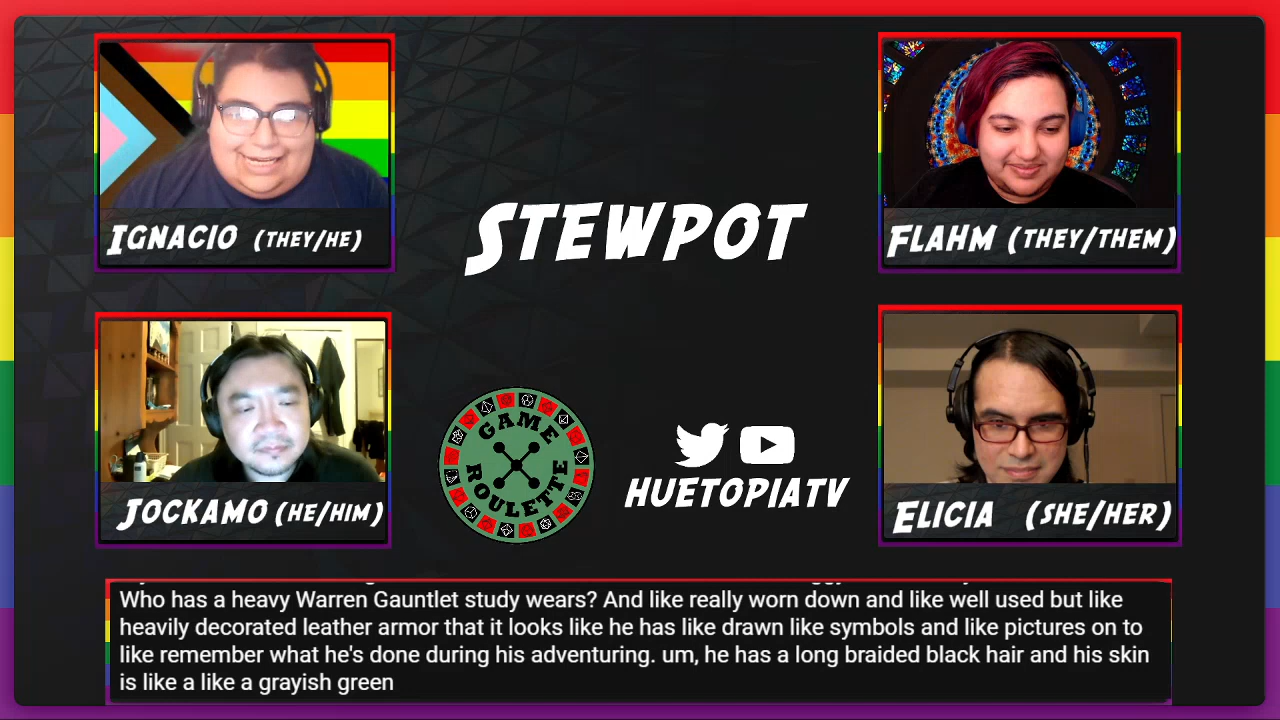 IGNACIO (THEY/HE)
FLAHM (THEY/THEM)
STEWPOT
JOCKAMO (HE/HIM)
GAME
ROULETTE
HUETOPIATV
ELICIA (SHE/HER)
Who has a heavy Warren Gauntlet study wears? And like really worn down and like well used but like
heavily decorated leather armor that it looks like he has like drawn like symbols and like pictures on to
like remember what he's done during his adventuring. um, he has a long braided black hair and his skin
is like a like a grayish green